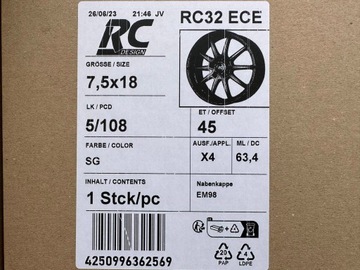 26/06/23 21:46 JV
RC32 ECE
RC
DESIGN
GRÖSSE / SIZE
7,5x18
LK / PCD
ET / OFFSET
5/108
45
FARBE / COLOR
AUSF./APPL.
ML / DC
SG
X4
63,4
INHALT / CONTENTS
Nabenkappe
1 Stck/pc
EM98
20
PAP
4
LDPE
4250996362569